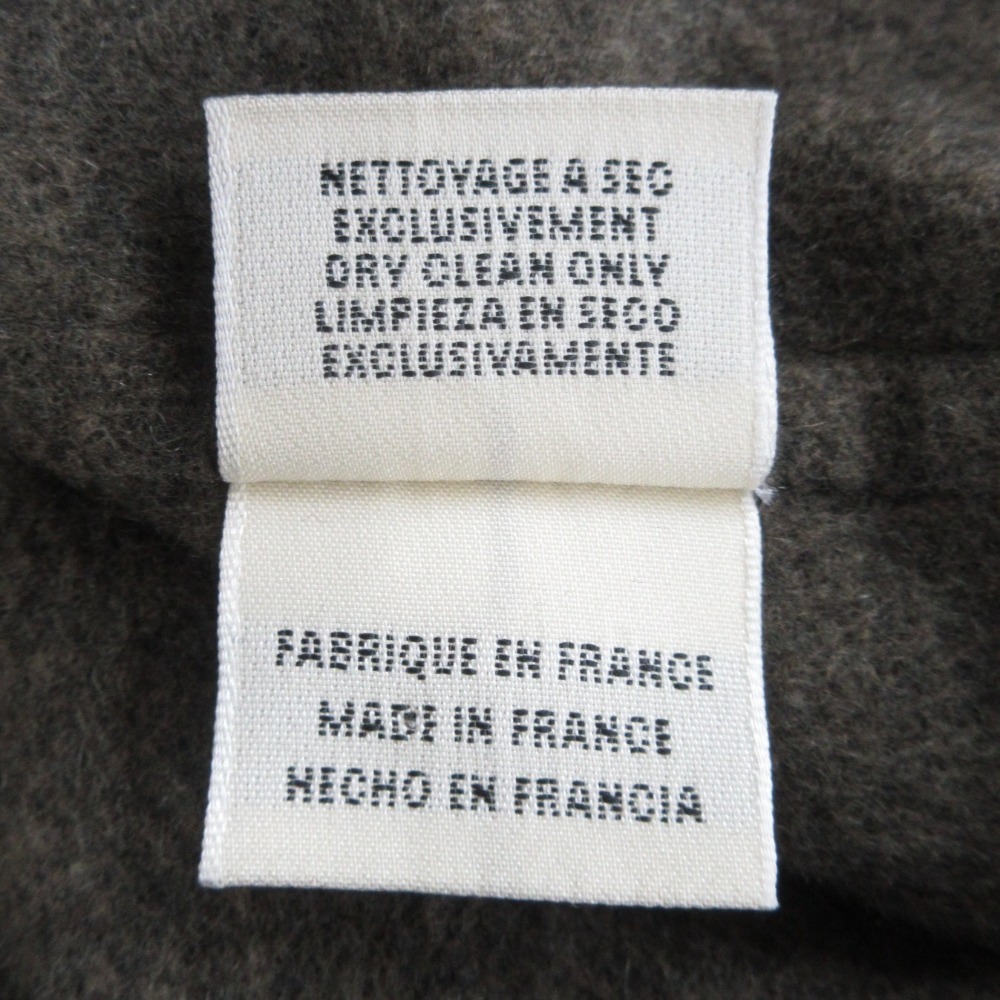 NETTOYAGE A SEC
EXCLUSIVEMENT
DRY CLEAN ONLY
LIMPIEZA EN SECO
EXCLUSIVAMENTE
FABRIQUE EN FRANCE
MADE IN FRANCE
HECHO EN FRANCIA